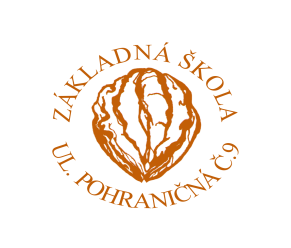 ZÁKLADNÁ ŠKOLA
UL. POHRANIČNÁ Č.9